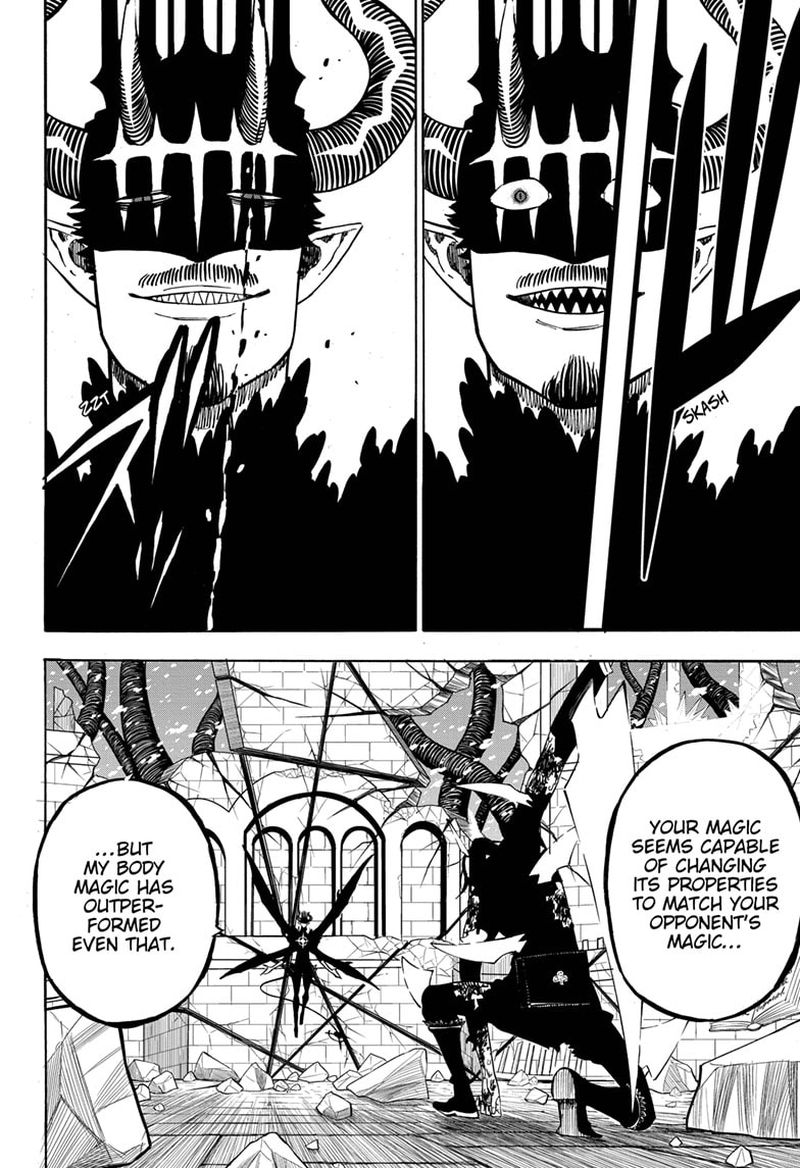 SKASH
ZZT
YOUR MAGIC
SEEMS CAPABLE
OF CHANGING
ITS PROPERTIES
TO MATCH YOUR
OPPONENT'S
MAGIC...
...BUT
MY BODY
MAGIC HAS
OUTPER-
FORMED
EVEN THAT.